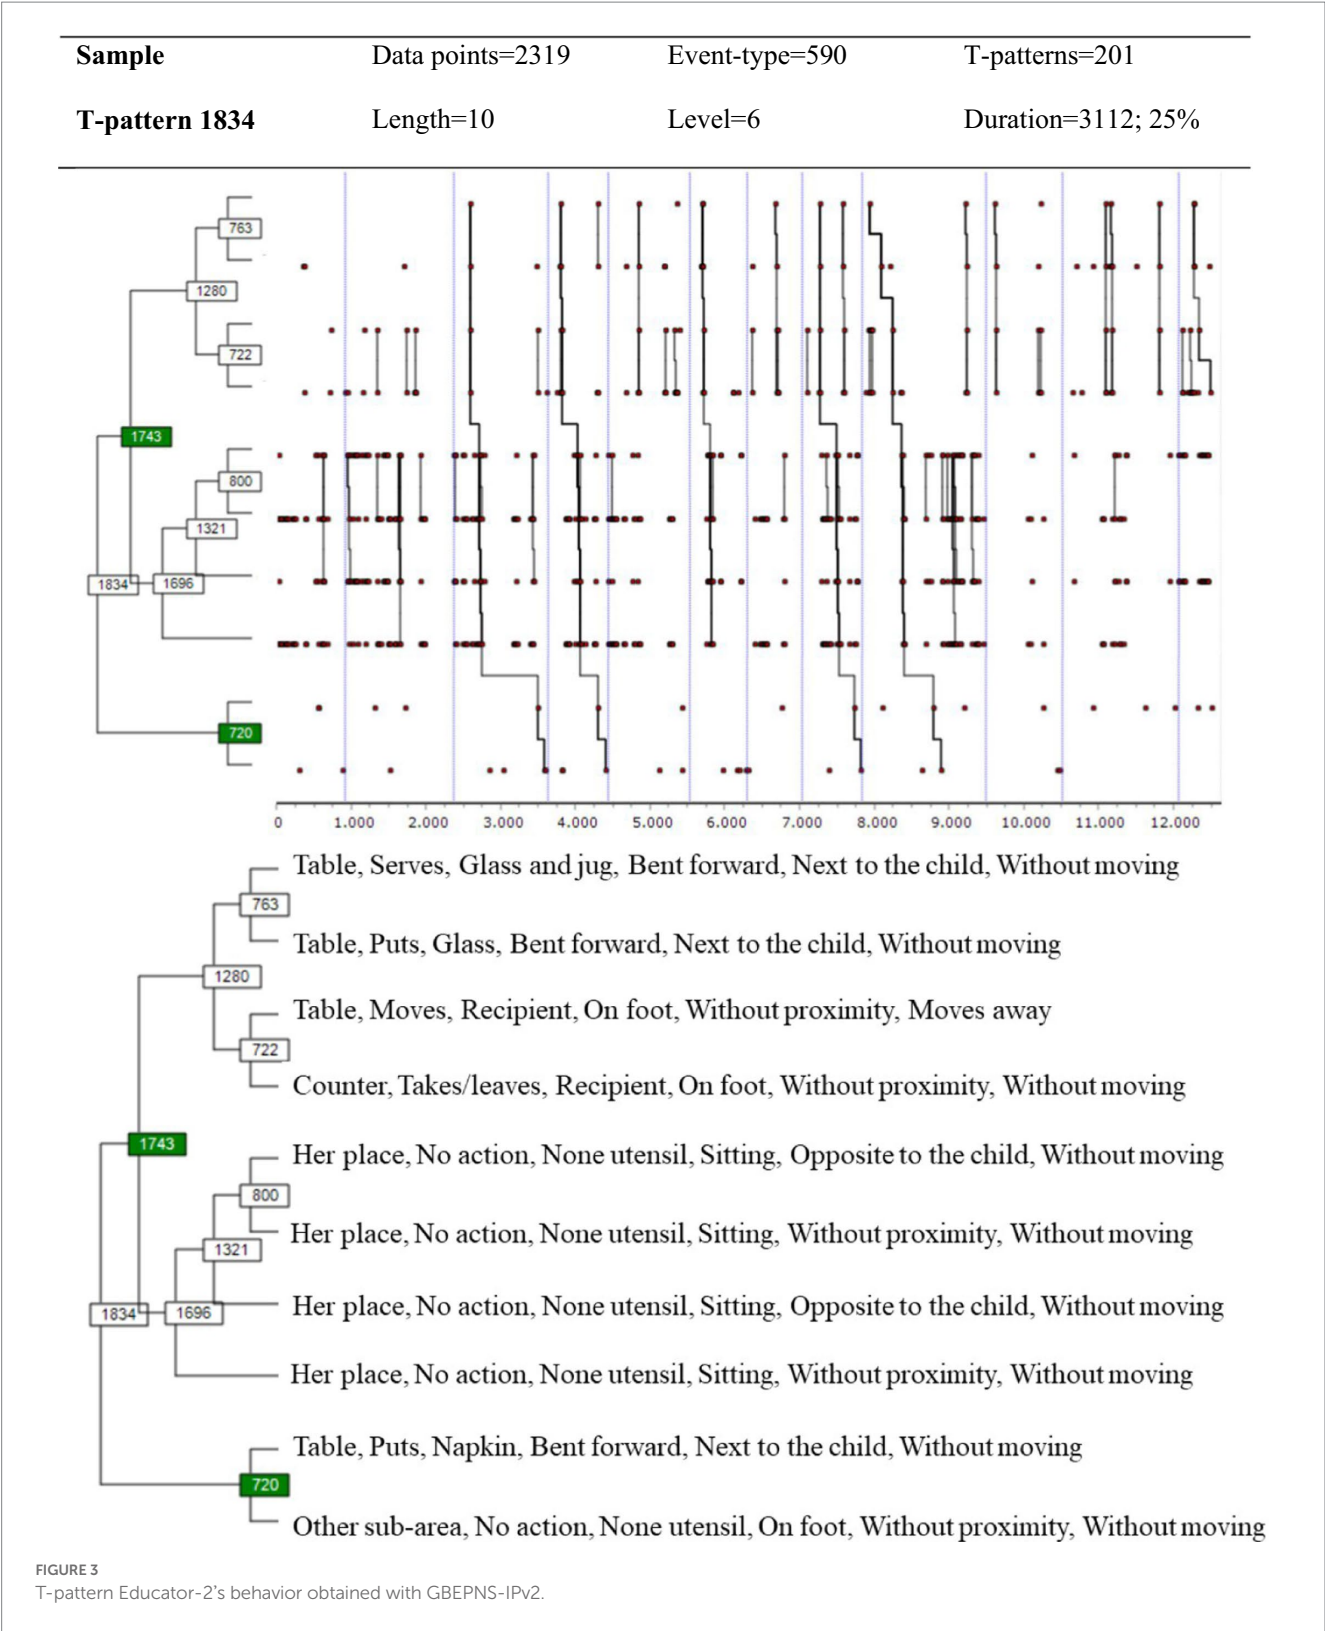 Sample Data points=2319 Event-type=590 T-patterns=201
T-pattern 1834 Length=10 Level=6 Duration=3112; 25%
763
1280
722
1743
800
1321
1834 1696
720
0 1.000 2.000 3.000 4.000 5.000 6.000 7.000 8.000 9.000 10.000 11.000 12.000
Table, Serves, Glass and jug, Bent forward, Next to the child, Without moving
763
Table, Puts, Glass, Bent forward, Next to the child, Without moving
1280
Table, Moves, Recipient, On foot, Without proximity, Moves away
722
Counter, Takes/leaves, Recipient, On foot, Without proximity, Without moving
1743
Her place, No action, None utensil, Sitting, Opposite to the child, Without moving
800
Her place, No action, None utensil, Sitting, Without proximity, Without moving
1321
Her place, No action, None utensil, Sitting, Opposite to the child, Without moving
1834 1696
Her place, No action, None utensil, Sitting, Without proximity, Without moving
Table, Puts, Napkin, Bent forward, Next to the child, Without moving
720
Other sub-area, No action, None utensil, On foot, Without proximity, Without moving
FIGURE 3
T-pattern Educator-2's behavior obtained with GBEPNS-IPv2.